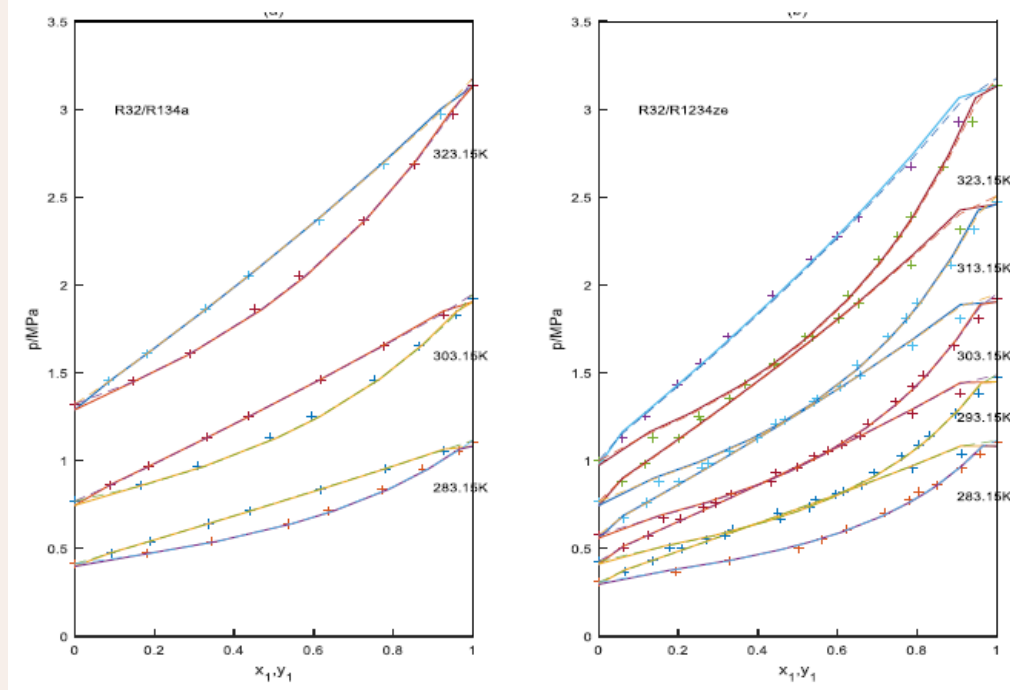 (a)
3.5
3
2.5
2
1.5
1
0.5
0
p/MPa
R32/R134a
323.15K
303.15K
283.15K
0
0.2
0.4
0.6
0.8
1
x1,y1
(b)
3.5
3
2.5
2
1.5
1
0.5
0
p/MPa
R32/R1234ze
323.15K
313.15K
303.15K
293.15K
283.15K
0
0.2
0.4
0.6
0.8
1
x1,y1